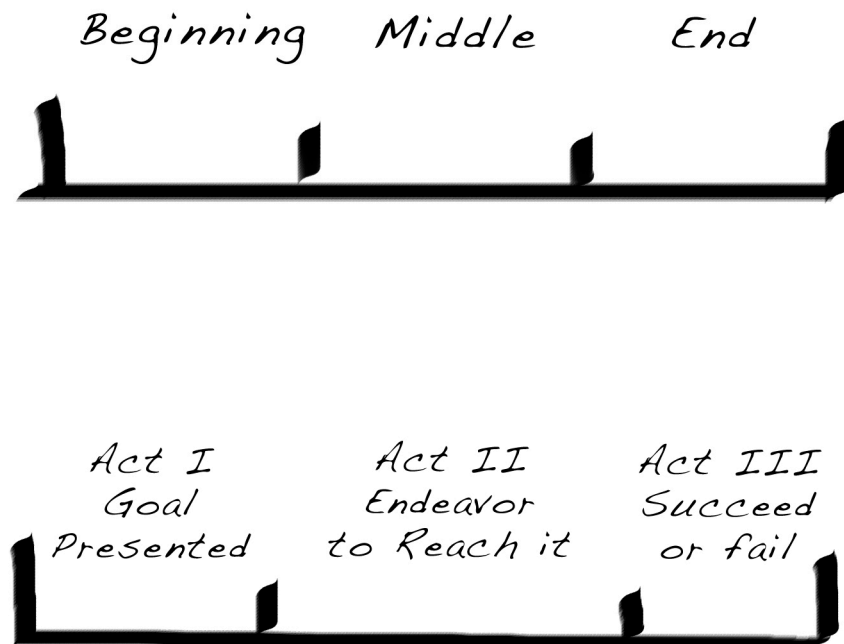 Beginning Middle End
Act I Act II Act III
Goal Endeavor Succeed
Presented to Reach it or fail